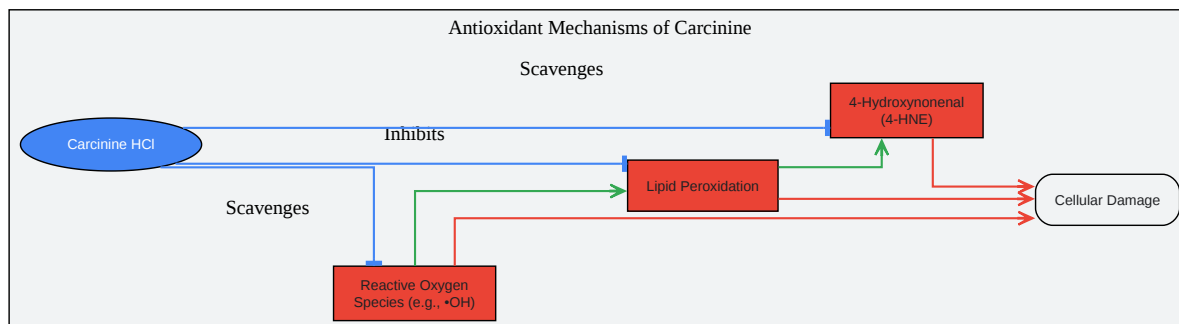 Antioxidant Mechanisms of Carcinine
Scavenges
4-Hydroxynonenal
(4-HNE)
Inhibits
Carcinine HCl
Lipid Peroxidation
Cellular Damage
Scavenges
Reactive Oxygen
Species (e.g., •OH)